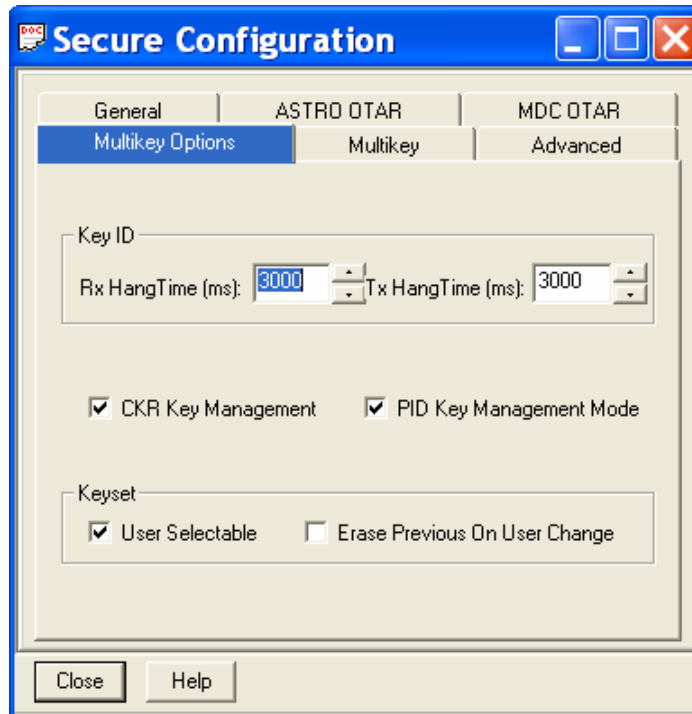 DOC
Secure Configuration
General ASTRO OTAR MDC OTAR
Multikey Options Multikey Advanced
Key ID
Rx HangTime (ms): 3000 Tx HangTime (ms): 3000
CKR Key Management PID Key Management Mode
Keyset
User Selectable Erase Previous On User Change
Close Help